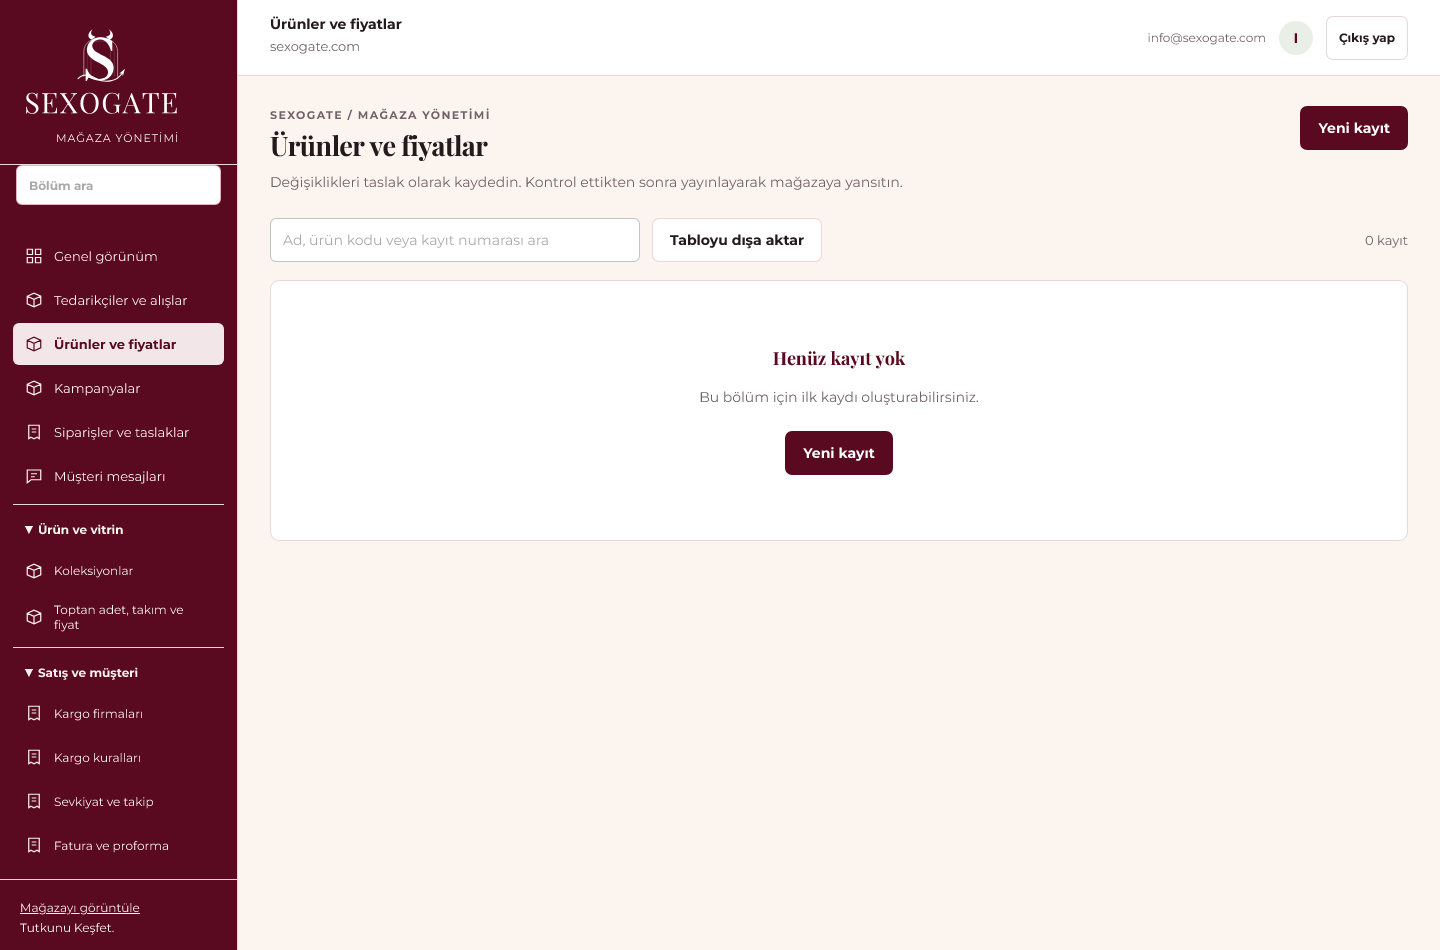 S
SEXOGATE
MAĞAZA YÖNETİMİ
Bölüm ara
Genel görünüm
Tedarikçiler ve alışlar
Ürünler ve fiyatlar
Kampanyalar
Siparişler ve taslaklar
Müşteri mesajları
▼ Ürün ve vitrin
Koleksiyonlar
Toptan adet, takım ve
fiyat
▼ Satış ve müşteri
Kargo firmaları
Kargo kuralları
Sevkiyat ve takip
Fatura ve proforma
Mağazayı görüntüle
Tutkunu Keşfet.
Ürünler ve fiyatlar
sexogate.com
info@sexogate.com
I
Çıkış yap
SEXOGATE / MAĞAZA YÖNETİMİ
Ürünler ve fiyatlar
Değişiklikleri taslak olarak kaydedin. Kontrol ettikten sonra yayınlayarak mağazaya yansıtın.
Yeni kayıt
Ad, ürün kodu veya kayıt numarası ara
Tabloyu dışa aktar
0 kayıt
Henüz kayıt yok
Bu bölüm için ilk kaydı oluşturabilirsiniz.
Yeni kayıt